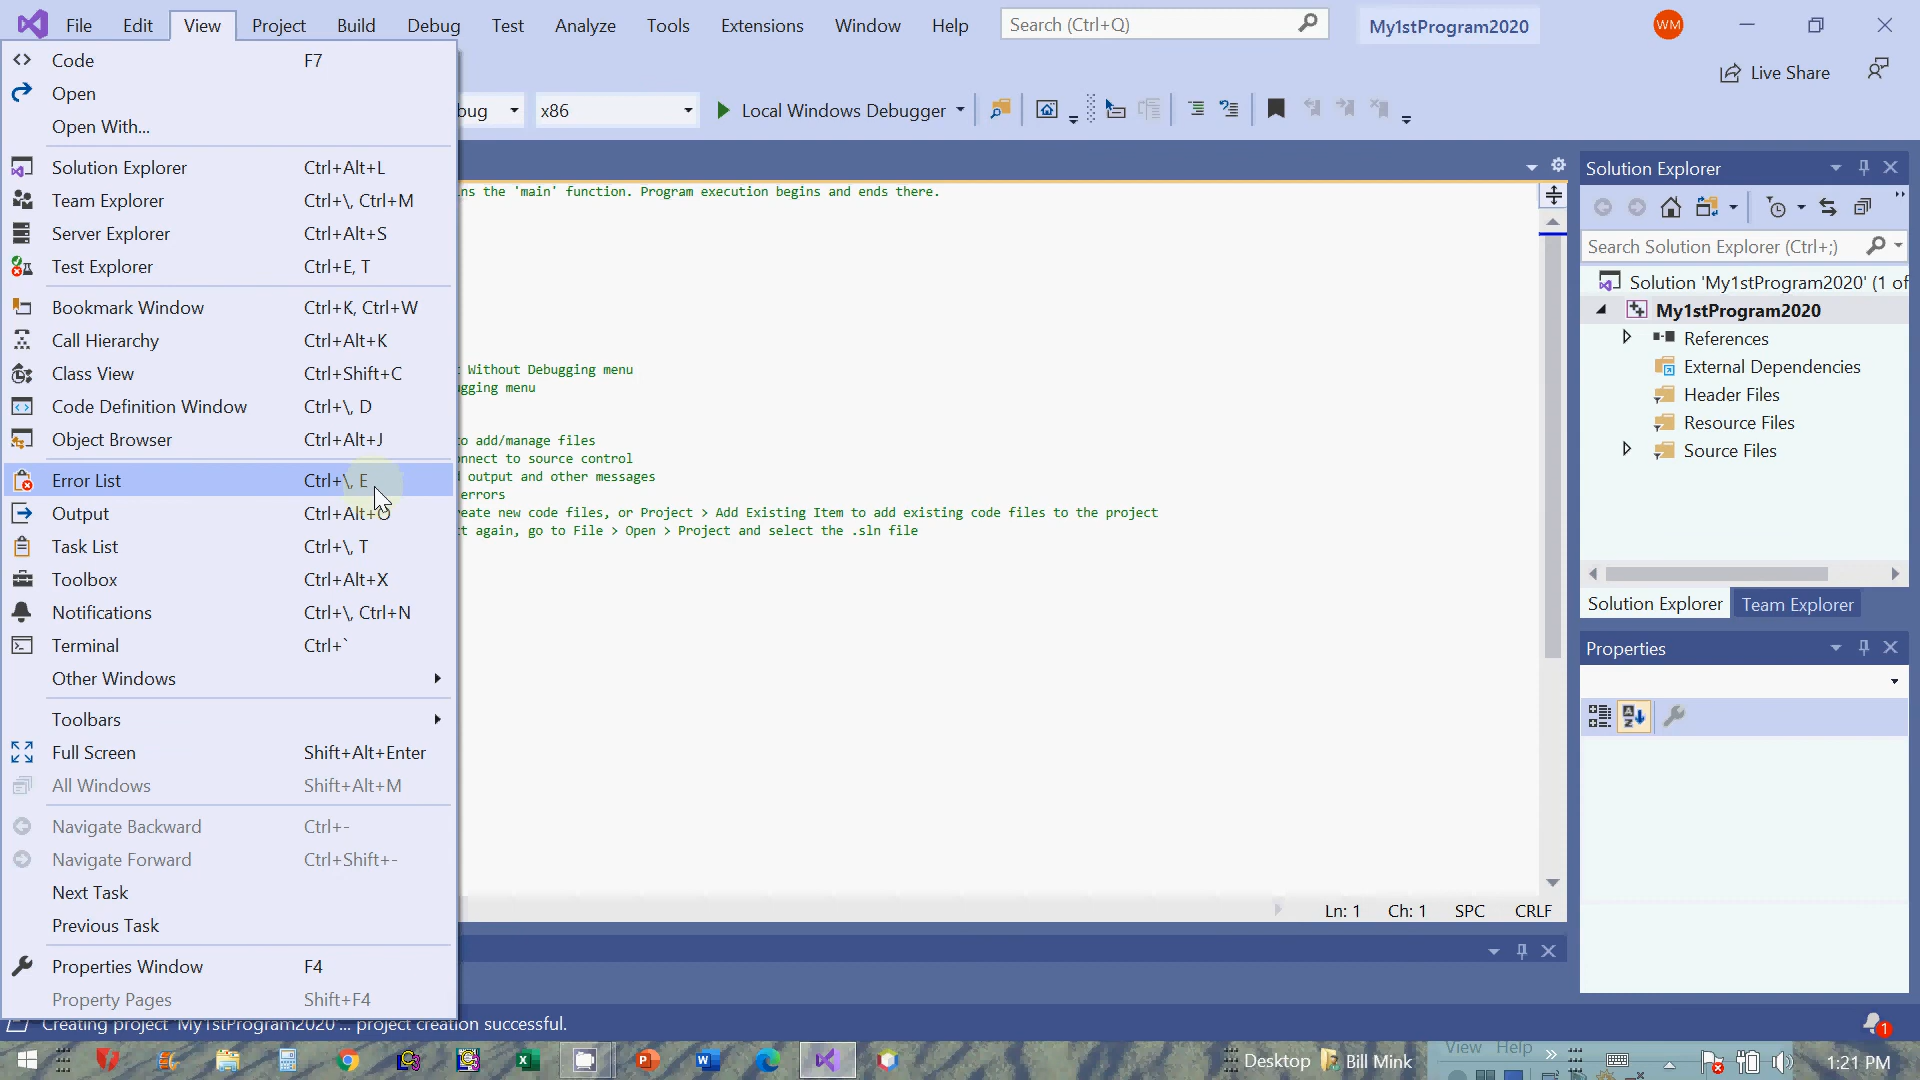 File Edit View Project Build Debug Test Analyze Tools Extensions Window Help Search (Ctrl+Q) My1stProgram2020 WM
Live Share
Code F7
Open
Open With...
Solution Explorer Ctrl+Alt+L
Team Explorer Ctrl+\, Ctrl+M
Server Explorer Ctrl+Alt+S
Test Explorer Ctrl+E, T
Bookmark Window Ctrl+K, Ctrl+W
Call Hierarchy Ctrl+Alt+K
Class View Ctrl+Shift+C
Code Definition Window Ctrl+\, D
Object Browser Ctrl+Alt+J
Error List Ctrl+\, E
Output Ctrl+Alt+O
Task List Ctrl+\, T
Toolbox Ctrl+Alt+X
Notifications Ctrl+\, Ctrl+N
Terminal Ctrl+`
Other Windows
Toolbars
Full Screen Shift+Alt+Enter
All Windows Shift+Alt+M
Navigate Backward Ctrl+-
Navigate Forward Ctrl+Shift+-
Next Task
Previous Task
Properties Window F4
Property Pages Shift+F4
bug x86 Local Windows Debugger
ns the 'main' function. Program execution begins and ends there.
Without Debugging menu
gging menu
to add/manage files
nnect to source control
output and other messages
errors
reate new code files, or Project > Add Existing Item to add existing code files to the project
t again, go to File > Open > Project and select the .sln file
Ln: 1 Ch: 1 SPC CRLF
Solution Explorer
Search Solution Explorer (Ctrl+;)
Solution 'My1stProgram2020' (1 of
My1stProgram2020
References
External Dependencies
Header Files
Resource Files
Source Files
Solution Explorer Team Explorer
Properties
Creating project 'My1stProgram2020'... project creation successful.
1
Desktop Bill Mink View Help 1:21 PM